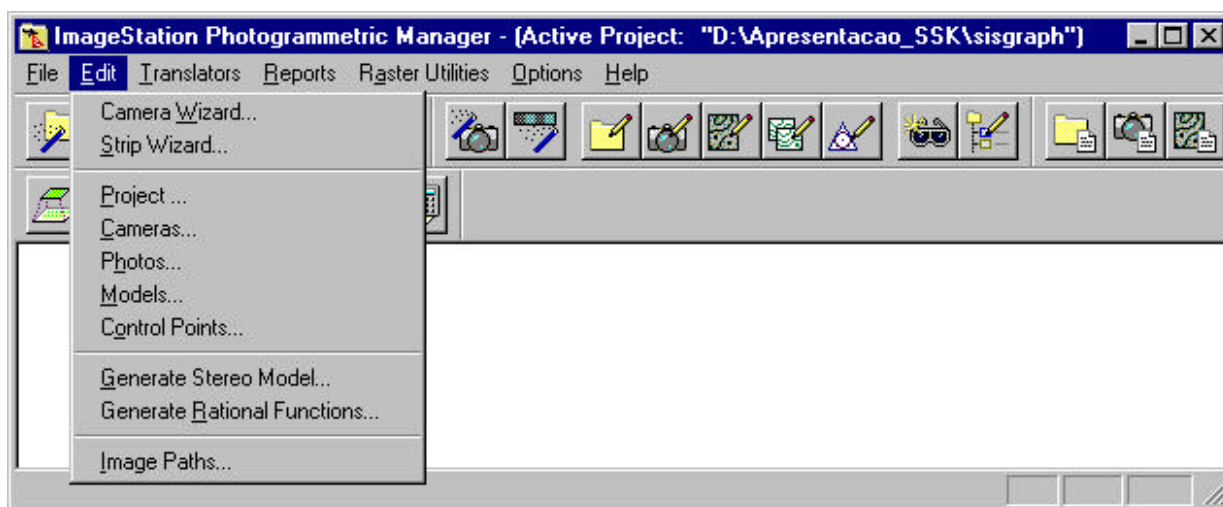 ImageStation Photogrammetric Manager - (Active Project: "D:\Apresentacao_SSK\sisgraph")
File Edit Translators Reports Raster Utilities Options Help
Camera Wizard...
Strip Wizard...
Project ...
Cameras...
Photos...
Models...
Control Points...
Generate Stereo Model...
Generate Rational Functions...
Image Paths...